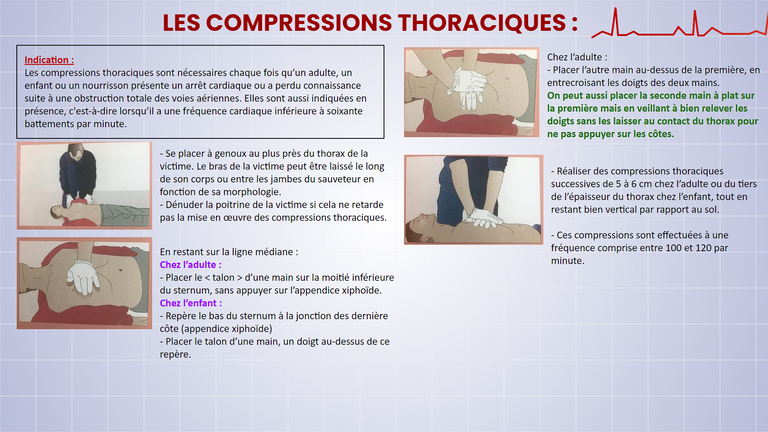 LES COMPRESSIONS THORACIQUES :
Indication :
Les compressions thoraciques sont nécessaires chaque fois qu'un adulte, un
enfant ou un nourrisson présente un arrêt cardiaque ou a perdu connaissance
suite à une obstruction totale des voies aériennes. Elles sont aussi indiquées en
présence, c'est-à-dire lorsqu'il a une fréquence cardiaque inférieure à soixante
battements par minute.
- Se placer à genoux au plus près du thorax de la
victime. Le bras de la victime peut être laissé le long
de son corps ou entre les jambes du sauveteur en
fonction de sa morphologie.
- Dénuder la poitrine de la victime si cela ne retarde
pas la mise en œuvre des compressions thoraciques.
En restant sur la ligne médiane :
Chez l'adulte :
- Placer le < talon > d'une main sur la moitié inférieure
du sternum, sans appuyer sur l'appendice xiphoïde.
Chez l'enfant :
- Repère le bas du sternum à la jonction des dernière
côte (appendice xiphoïde)
- Placer le talon d'une main, un doigt au-dessus de ce
repère.
Chez l'adulte :
- Placer l'autre main au-dessus de la première, en
entrecroisant les doigts des deux mains.
On peut aussi placer la seconde main à plat sur
la première mais en veillant à bien relever les
doigts sans les laisser au contact du thorax pour
ne pas appuyer sur les côtes.
- Réaliser des compressions thoraciques
successives de 5 à 6 cm chez l'adulte ou du tiers
de l'épaisseur du thorax chez l'enfant, tout en
restant bien vertical par rapport au sol.
- Ces compressions sont effectuées à une
fréquence comprise entre 100 et 120 par
minute.